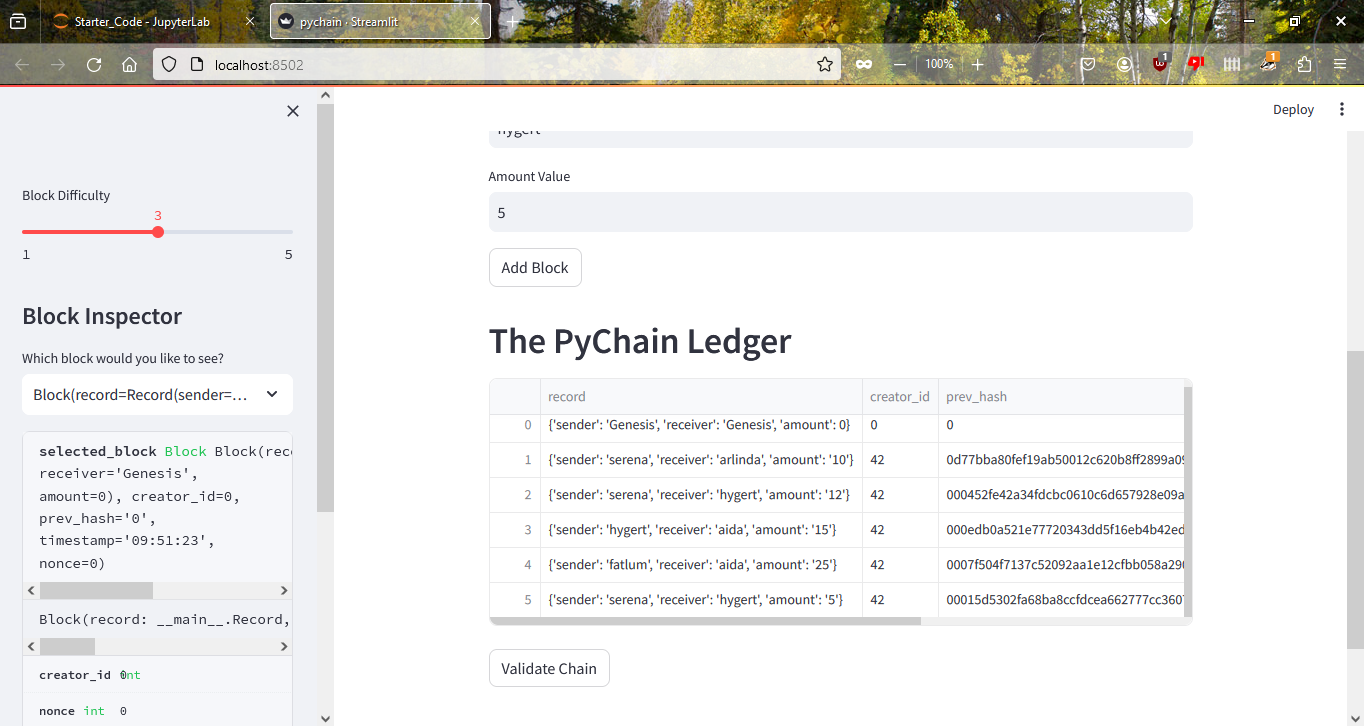 Starter_Code - JupyterLab
pychain · Streamlit
localhost:8502
100%
1
1
Deploy
Block Difficulty
3
1
5
Block Inspector
Which block would you like to see?
Block(record=Record(sender=…
selected_block Block Block(rec
receiver='Genesis',
amount=0), creator_id=0,
prev_hash='0',
timestamp='09:51:23',
nonce=0)
Block(record: __main__.Record,
creator_id int 0
nonce int 0
hygert
Amount Value
5
Add Block
The PyChain Ledger
record creator_id prev_hash
0 {'sender': 'Genesis', 'receiver': 'Genesis', 'amount': 0} 0 0
1 {'sender': 'serena', 'receiver': 'arlinda', 'amount': '10'} 42 0d77bba80fef19ab50012c620b8ff2899a09
2 {'sender': 'serena', 'receiver': 'hygert', 'amount': '12'} 42 000452fe42a34fdcbc0610c6d657928e09a
3 {'sender': 'hygert', 'receiver': 'aida', 'amount': '15'} 42 000edb0a521e77720343dd5f16eb4b42ed
4 {'sender': 'fatlum', 'receiver': 'aida', 'amount': '25'} 42 0007f504f7137c52092aa1e12cfbb058a290
5 {'sender': 'serena', 'receiver': 'hygert', 'amount': '5'} 42 00015d5302fa68ba8ccfdcea662777cc3607
Validate Chain